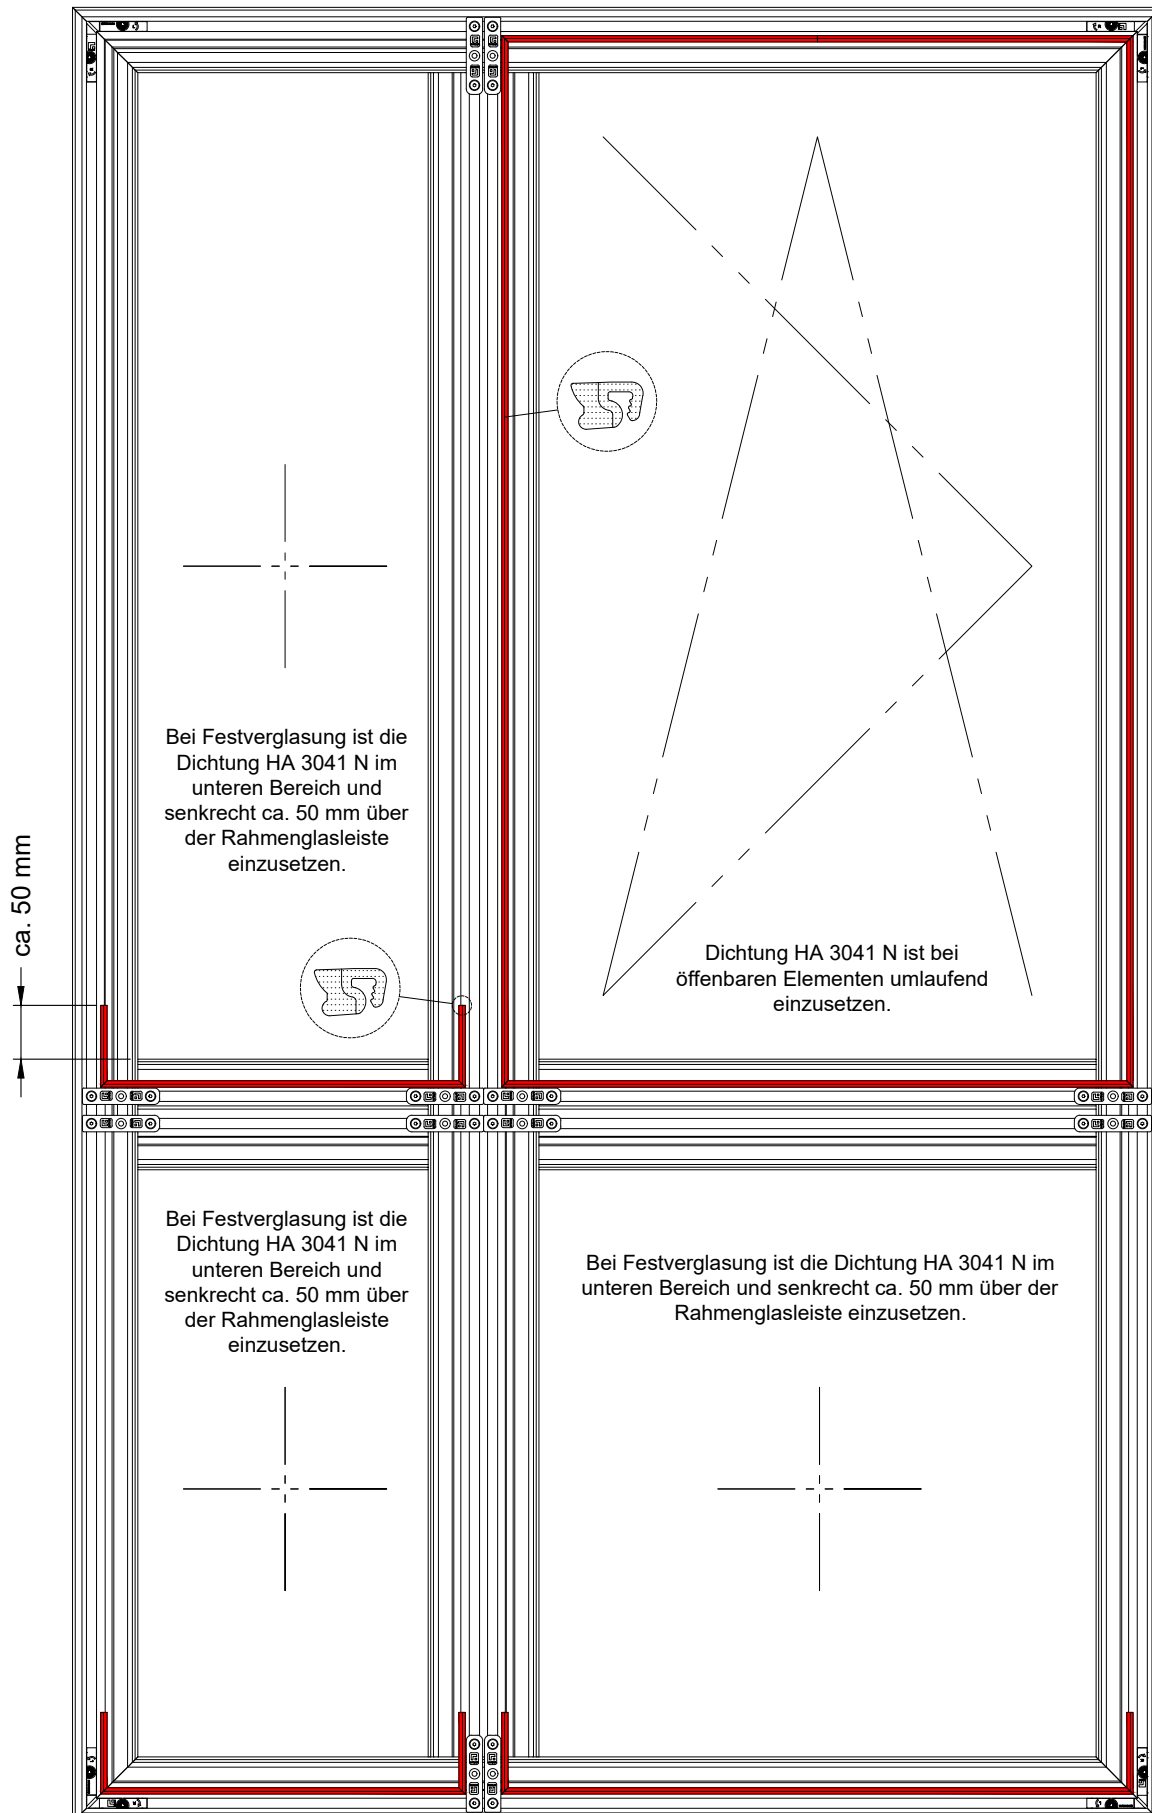 Bei Festverglasung ist die
Dichtung HA 3041 N im
unteren Bereich und
senkrecht ca. 50 mm über
der Rahmenglasleiste
einzusetzen.
ca. 50 mm
Dichtung HA 3041 N ist bei
öffenbaren Elementen umlaufend
einzusetzen.
Bei Festverglasung ist die
Dichtung HA 3041 N im
unteren Bereich und
senkrecht ca. 50 mm über
der Rahmenglasleiste
einzusetzen.
Bei Festverglasung ist die Dichtung HA 3041 N im
unteren Bereich und senkrecht ca. 50 mm über der
Rahmenglasleiste einzusetzen.